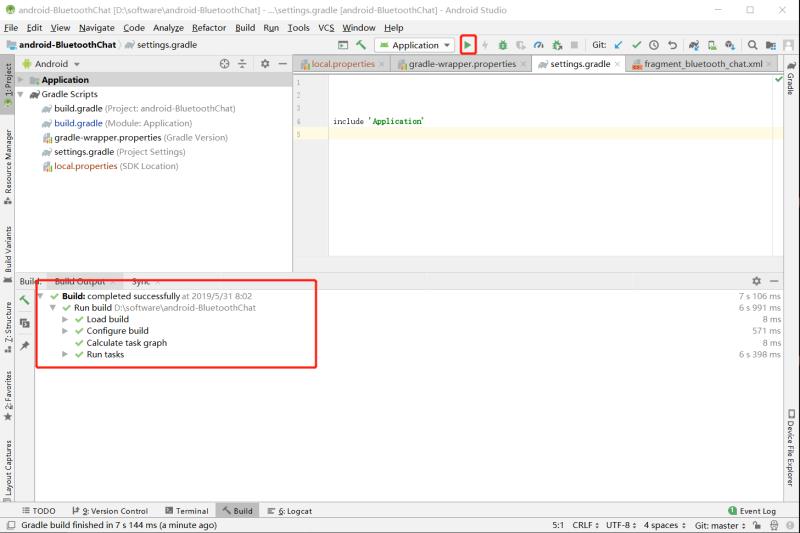 android-BluetoothChat [D:\software\android-BluetoothChat] - ...\settings.gradle [android-BluetoothChat] - Android Studio
File Edit View Navigate Code Analyze Refactor Build Run Tools VCS Window Help
android-BluetoothChat settings.gradle Application Git:
1: Project
Resource Manager
Build Variants
Z: Structure
2: Favorites
Layout Captures
Android
Application
Gradle Scripts
build.gradle (Project: android-BluetoothChat)
build.gradle (Module: Application)
gradle-wrapper.properties (Gradle Version)
settings.gradle (Project Settings)
local.properties (SDK Location)
local.properties gradle-wrapper.properties settings.gradle fragment_bluetooth_chat.xml
1
2
3
4 include 'Application'
5
Gradle
Device File Explorer
Build: Build Output Sync
Build: completed successfully at 2019/5/31 8:02 7 s 106 ms
Run build D:\software\android-BluetoothChat 6 s 991 ms
Load build 8 ms
Configure build 571 ms
Calculate task graph 8 ms
Run tasks 6 s 398 ms
TODO 9: Version Control Terminal Build 6: Logcat 1 Event Log
Gradle build finished in 7 s 144 ms (a minute ago) 5:1 CRLF UTF-8 4 spaces Git: master